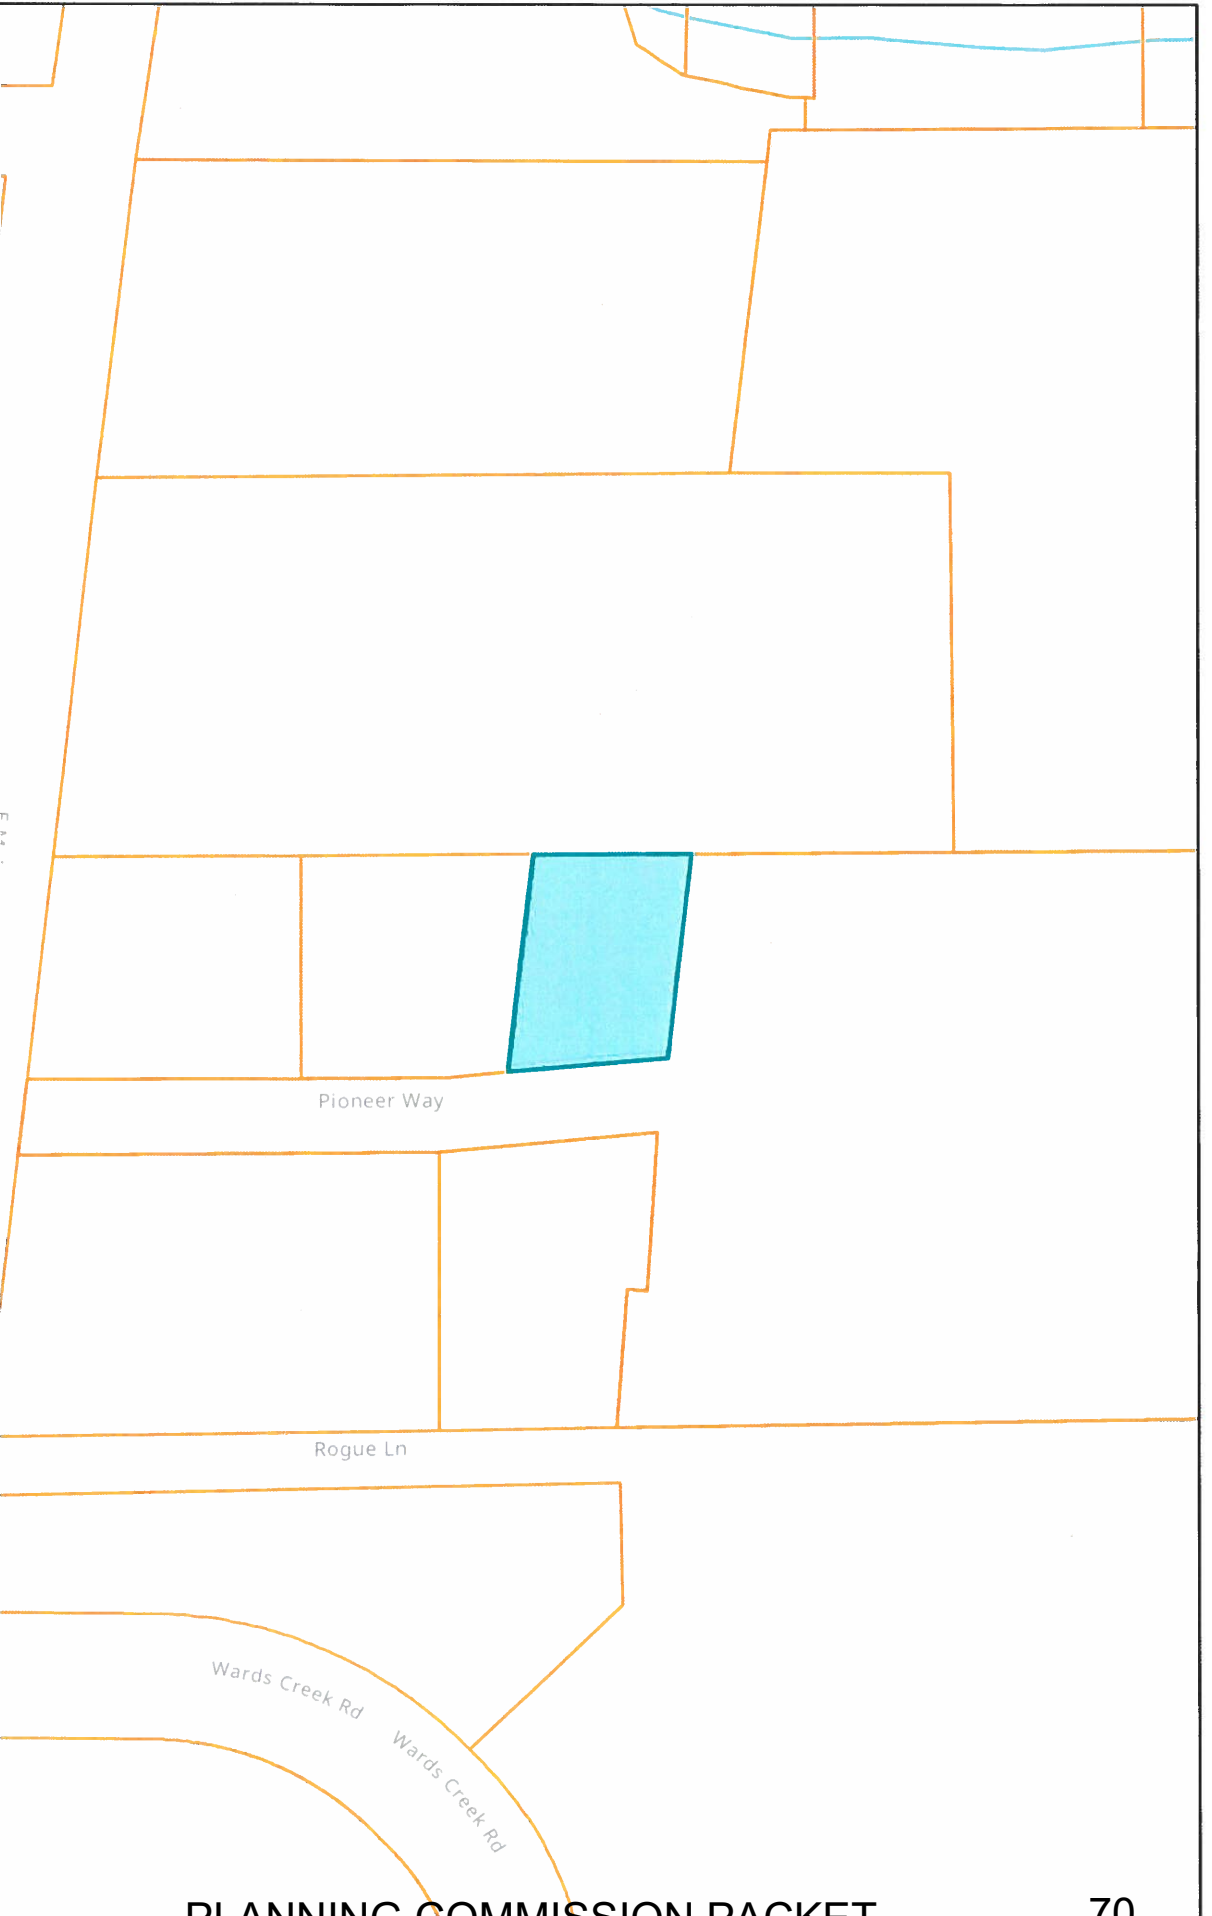 Pioneer Way
Rogue Ln
Wards Creek Rd
Wards Creek Rd
PLANNING COMMISSION PACKET 70